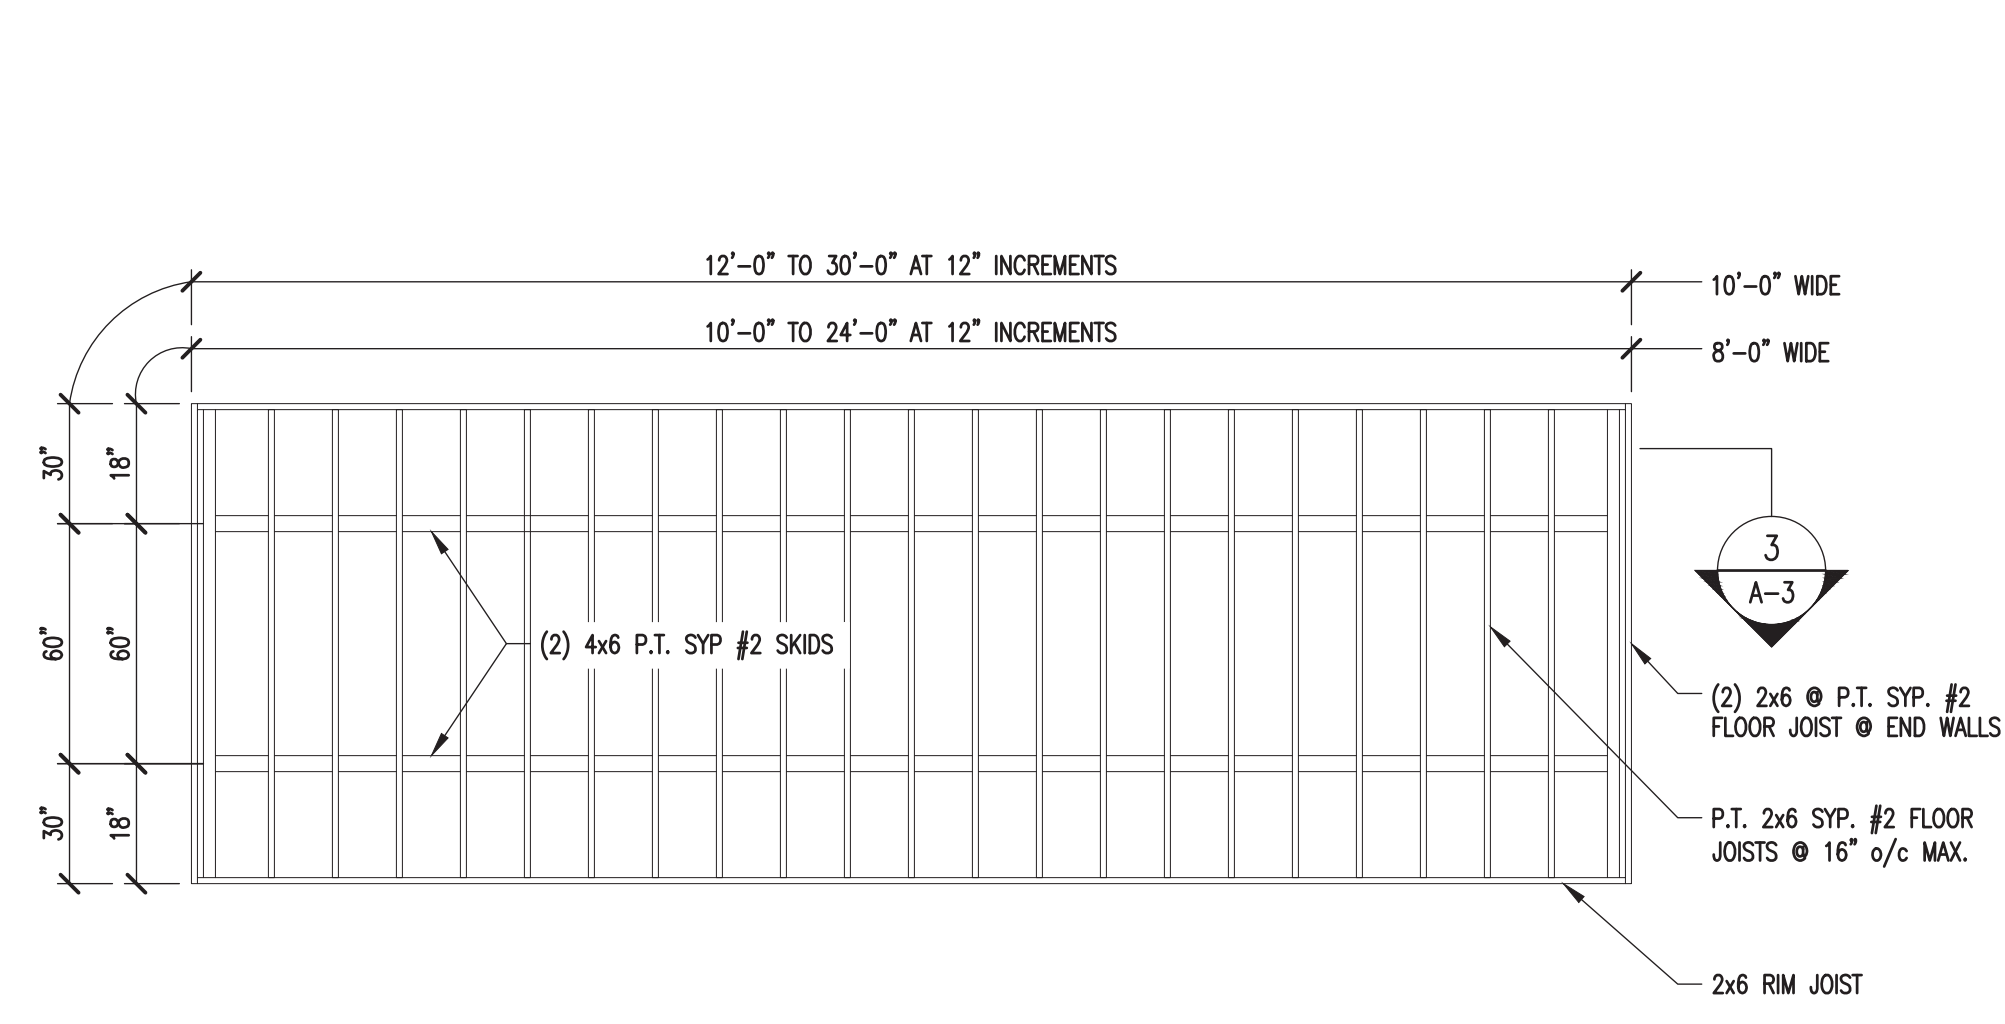 12'-0" TO 30'-0" AT 12" INCREMENTS
10'-0" WIDE
10'-0" TO 24'-0" AT 12" INCREMENTS
8'-0" WIDE
30"
18"
60"
60"
30"
18"
3
A-3
(2) 4x6 P.T. SYP #2 SKIDS
(2) 2x6 @ P.T. SYP. #2
FLOOR JOIST @ END WALLS
P.T. 2x6 SYP. #2 FLOOR
JOISTS @ 16" o/c MAX.
2x6 RIM JOIST